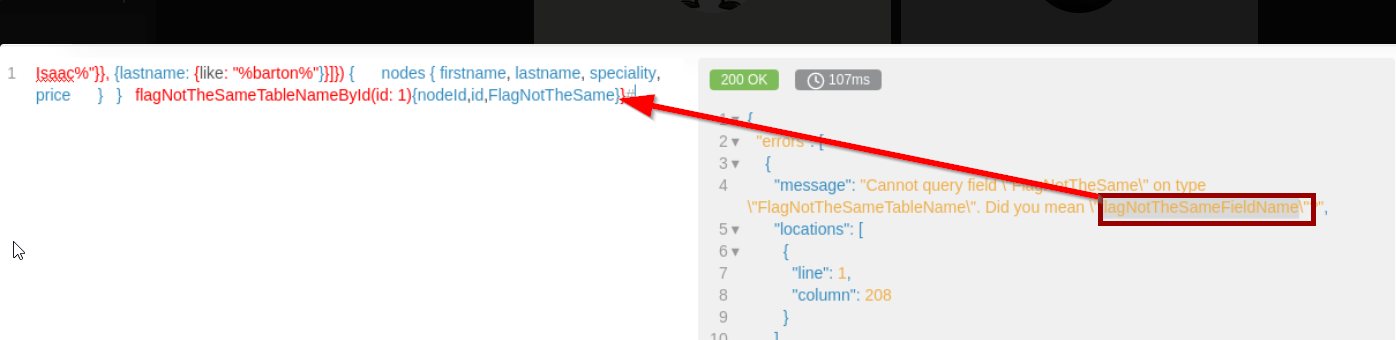 1 Isaac%"}}, {lastname: {like: "%barton%"}}]}) { nodes { firstname, lastname, speciality,
price } } flagNotTheSameTableNameById(id: 1){nodeId,id,FlagNotTheSame}}#
200 OK 107ms
1 {
2 "errors": [
3 {
4 "message": "Cannot query field \"FlagNotTheSame\" on type
\"FlagNotTheSameTableName\". Did you mean \"flagNotTheSameFieldName\"?",
5 "locations": [
6 {
7 "line": 1,
8 "column": 208
9 }
10 ]